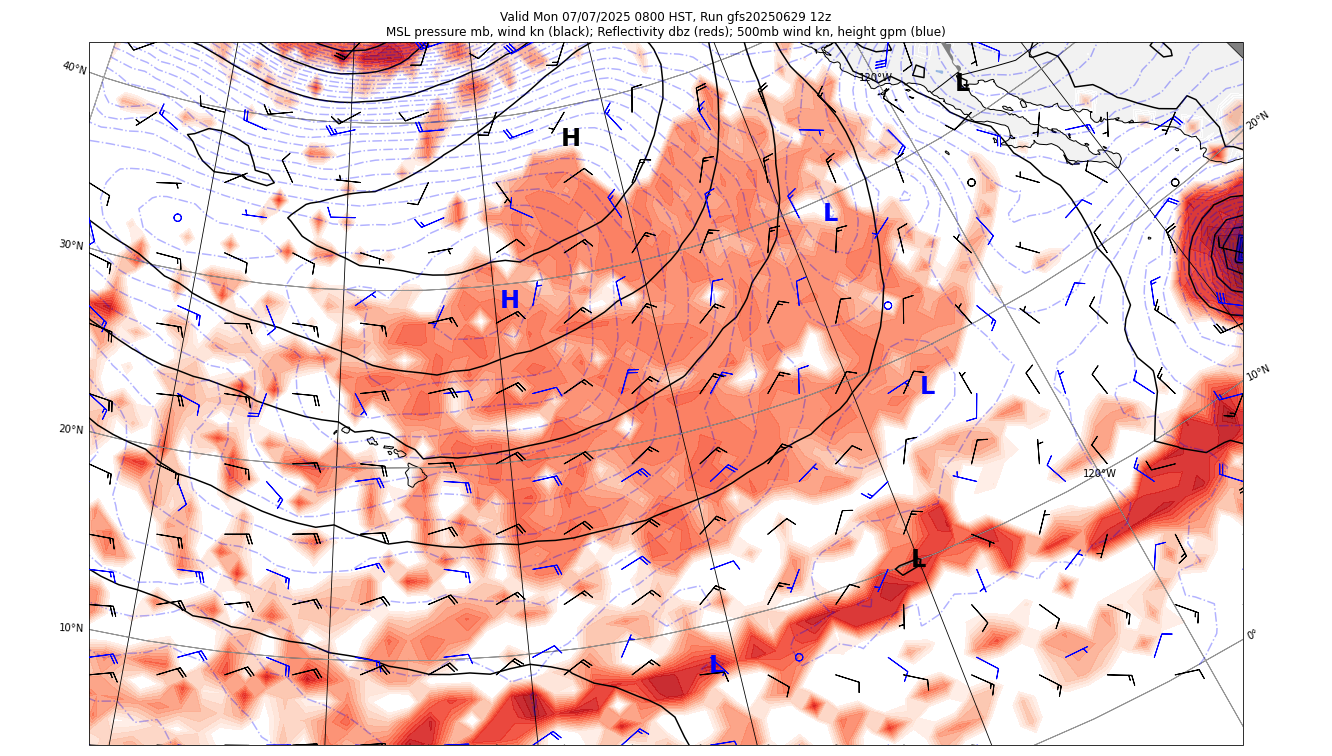 Valid Mon 07/07/2025 0800 HST, Run gfs20250629 12z
MSL pressure mb, wind kn (black); Reflectivity dbz (reds); 500mb wind kn, height gpm (blue)
40°N
120°W
L
20°N
H
L
30°N
H
10°N
L
20°N
120°W
L
10°N
0°
L